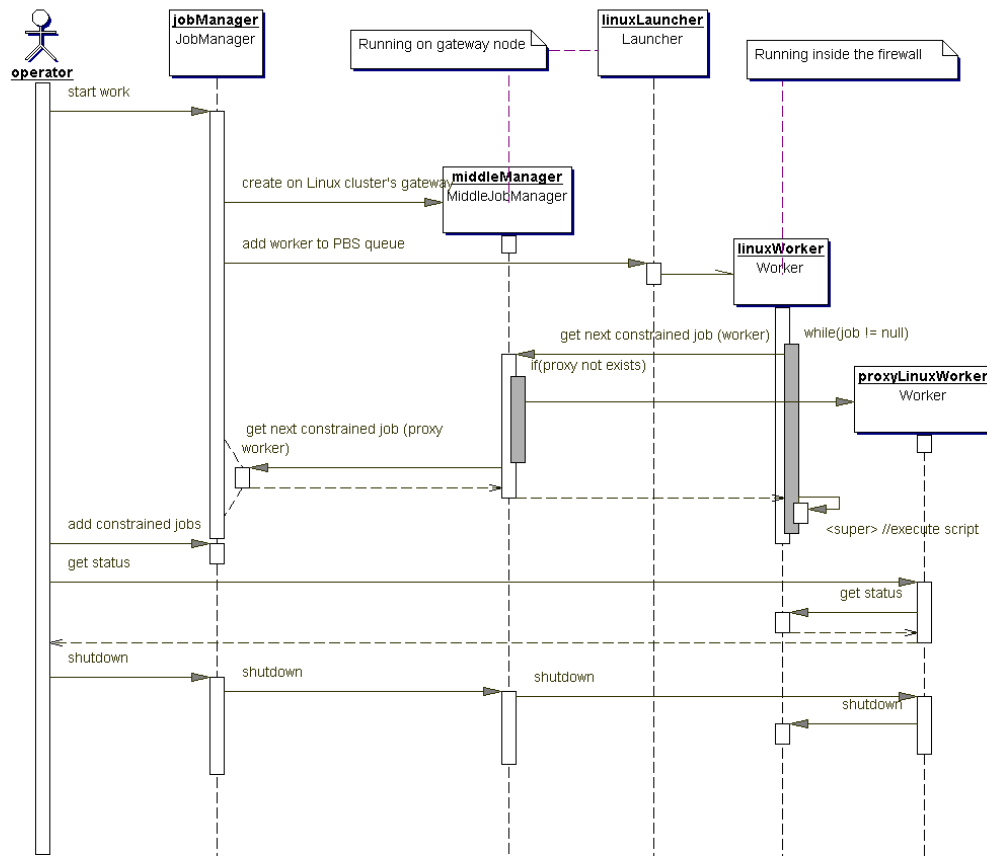 jobManager
JobManager
linuxLauncher
Launcher
Running on gateway node
Running inside the firewall
operator
start work
middleManager
MiddleJobManager
create on Linux cluster's gateway
add worker to PBS queue
linuxWorker
Worker
get next constrained job (worker)
while(job != null)
if(proxy not exists)
proxyLinuxWorker
Worker
get next constrained job (proxy
worker)
add constrained jobs
<super> //execute script
get status
get status
shutdown
shutdown
shutdown
shutdown